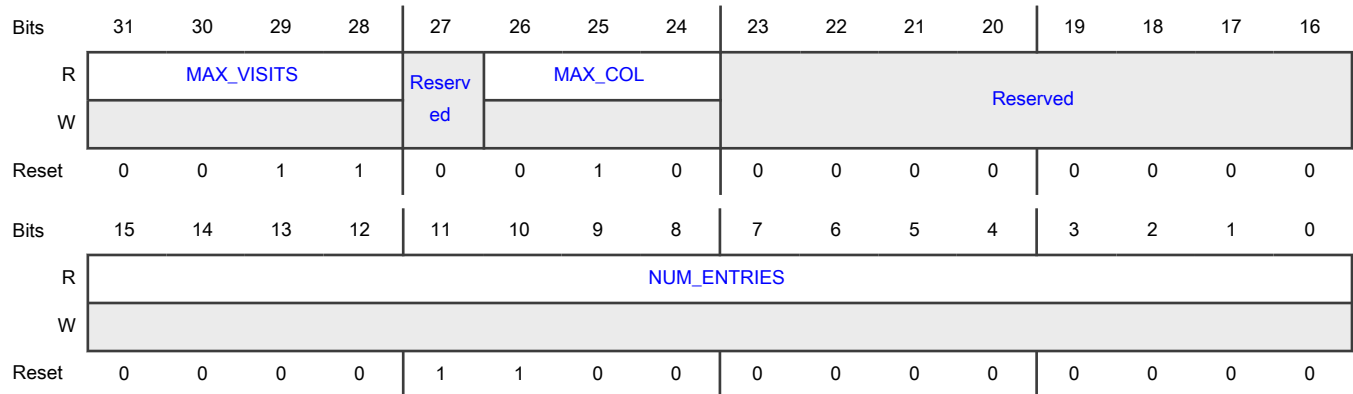 Bits 31 30 29 28 27 26 25 24 23 22 21 20 19 18 17 16
R MAX_VISITS Reserv MAX_COL Reserved
W ed
Reset 0 0 1 1 0 0 1 0 0 0 0 0 0 0 0 0
Bits 15 14 13 12 11 10 9 8 7 6 5 4 3 2 1 0
R NUM_ENTRIES
W
Reset 0 0 0 0 1 1 0 0 0 0 0 0 0 0 0 0